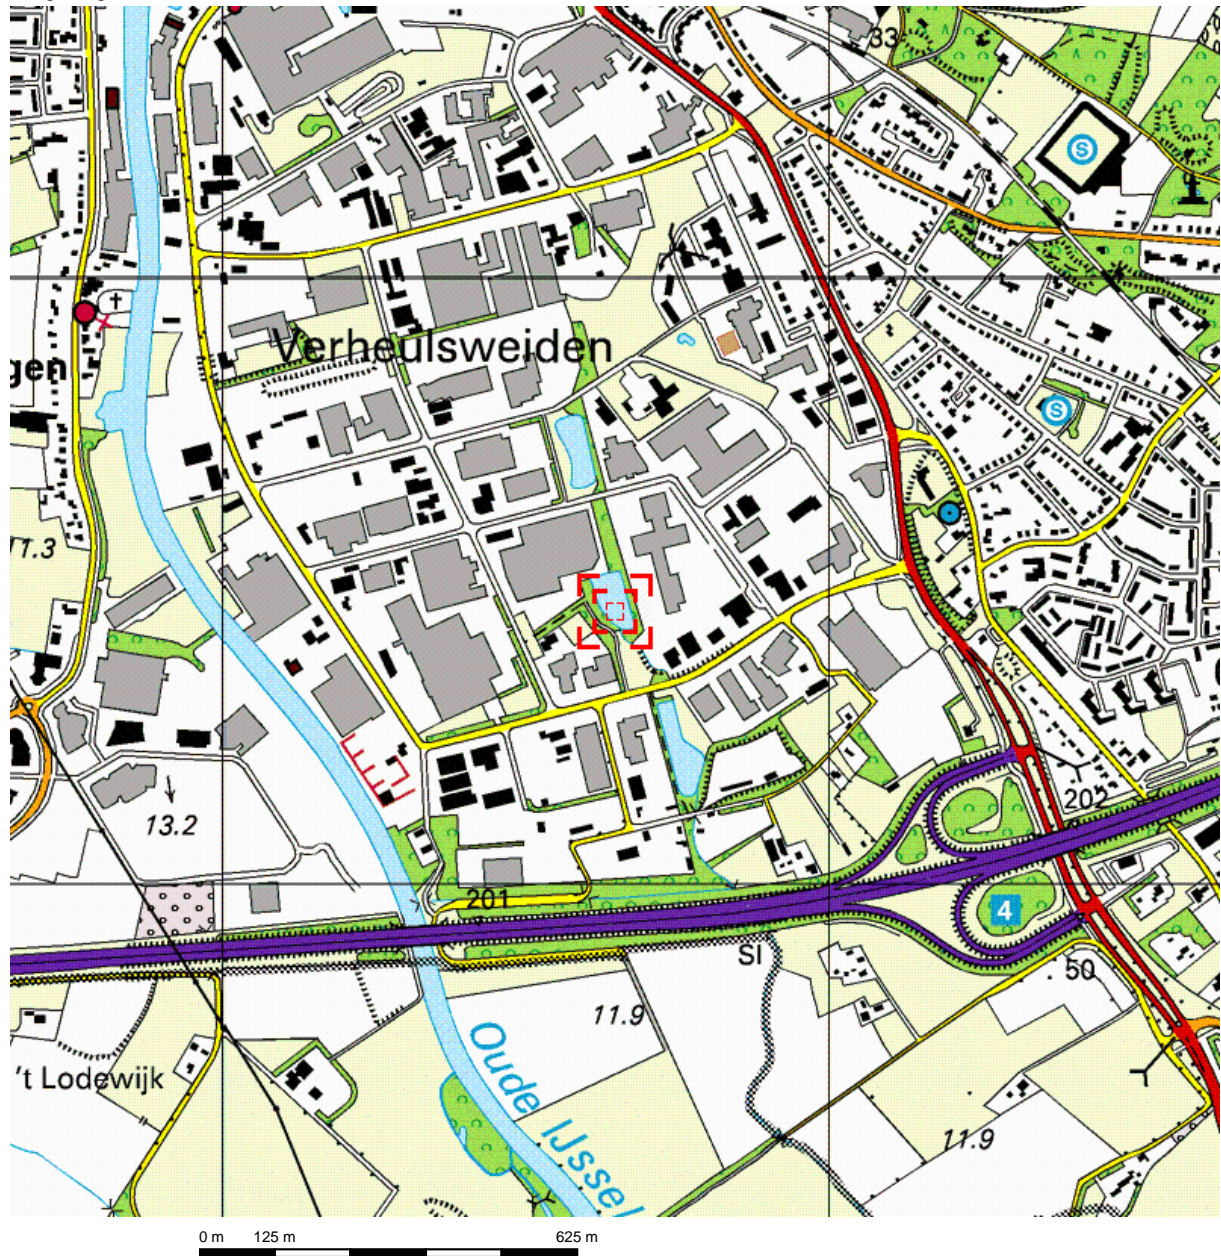 33
S
Verheulsweiden
gen
S
11.3
202
13.2
201
4
SI
50
11.9
't Lodewijk
Oude IJssel
11.9
0 m 125 m 625 m